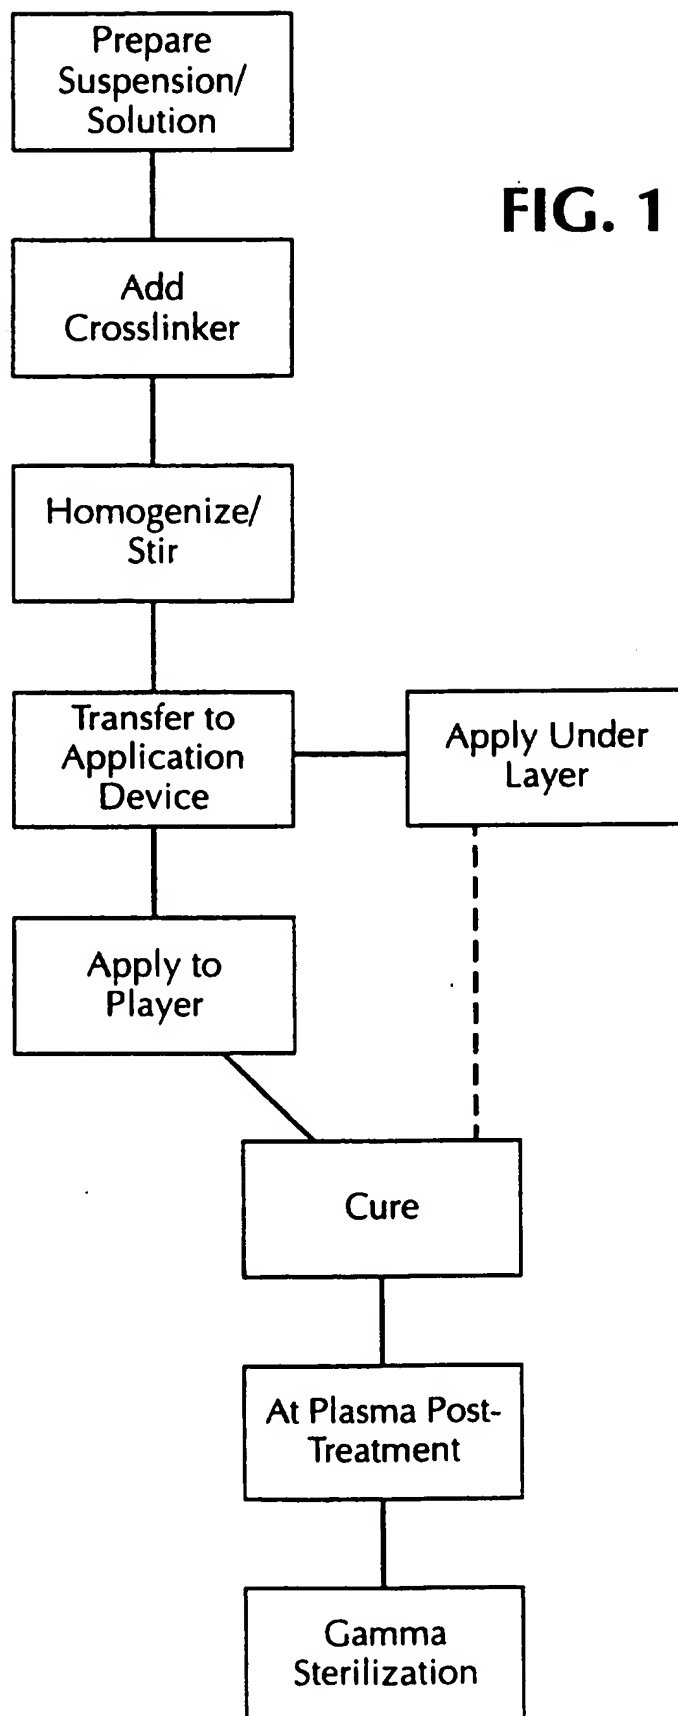 Prepare
Suspension/
Solution
FIG. 1
Add
Crosslinker
Homogenize/
Stir
Transfer to
Application
Device
Apply Under
Layer
Apply to
Player
Cure
At Plasma Post-
Treatment
Gamma
Sterilization